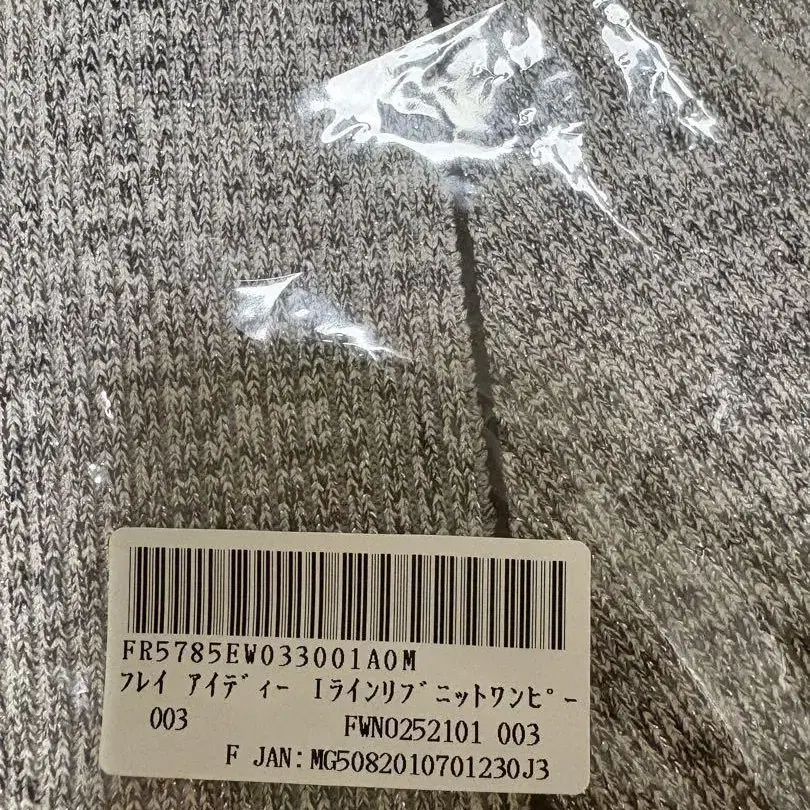 FR5785EW033001A0M
フレイ アイディー Iラインリブニットワンピー
003 FWNO252101 003
F JAN:MG5082010701230J3